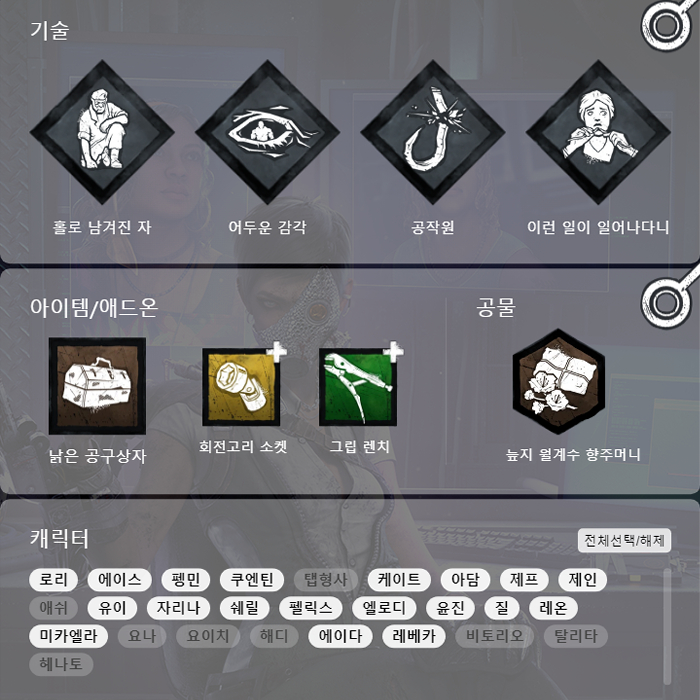 기술
홀로 남겨진 자 어두운 감각 공작원 이런 일이 일어나다니
아이템/애드온 공물
낡은 공구상자 회전고리 소켓 그립 렌치 늪지 월계수 향주머니
캐릭터 전체선택/해제
로리 에이스 펭민 쿠엔틴 탭형사 케이트 아담 제프 제인
애쉬 유이 자리나 쉐릴 펠릭스 엘로디 윤진 질 레온
미카엘라 요나 요이치 해디 에이다 레베카 비토리오 탈리타
헤나토